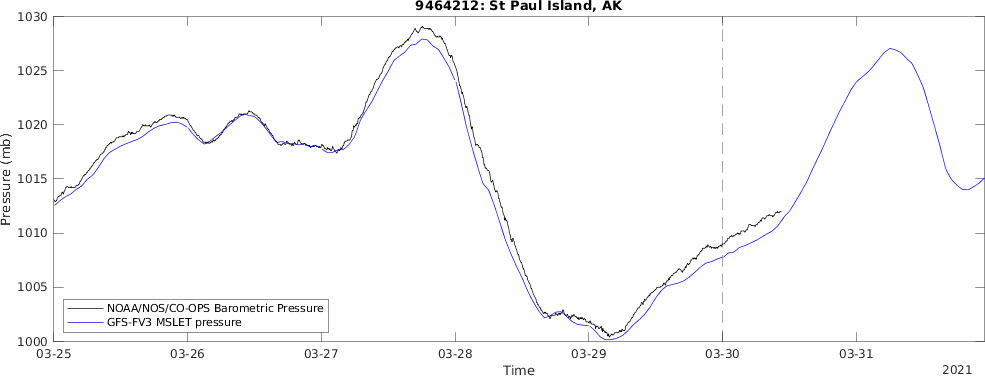 9464212: St Paul Island, AK
1030
1025
1020
1015
1010
1005
1000
Pressure (mb)
NOAA/NOS/CO-OPS Barometric Pressure
GFS-FV3 MSLET pressure
03-25 03-26 03-27 03-28 03-29 03-30 03-31
Time
2021